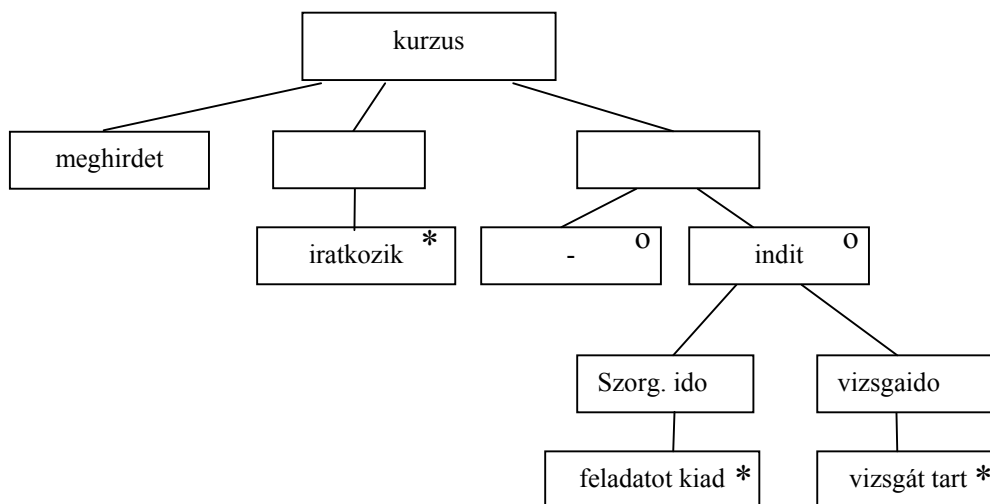 kurzus
meghirdet
iratkozik *
- o
indit o
Szorg. ido
vizsgaido
feladatot kiad *
vizsgát tart *